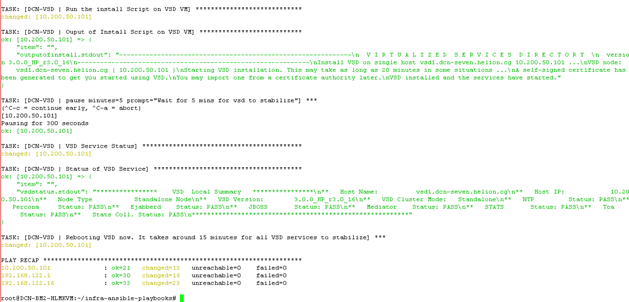 TASK: [DCN-VSD | Run the install Script on VSD VM] ****************************
changed: [10.200.50.101]
TASK: [DCN-VSD | Ouput of Install Script on VSD VM] ***************************
ok: [10.200.50.101] => {
"item": "",
"outputofinstall.stdout": "-------------------------------------------------------------\n V I R T U A L I Z E D  S E R V I C E S  D I R E C T O R Y  \n  versio
n 3.0.0_HP_r3.0_16\n-------------------------------------------------------------\nInstall VSD on single host vsd1.dcn-seven.helion.cg ...\nVSD node:
vsd1.dcn-seven.helion.cg | 10.200.50.101 |\nStarting VSD installation. This may take as long as 20 minutes in some situations ...\nA self-signed certificate has
been generated to get you started using VSD.\nYou may import one from a certificate authority later.\nVSD installed and the services have started."
}
TASK: [DCN-VSD | pause minutes=5 prompt="Wait for 5 mins for vsd to stabilize"] ***
(^C-c = continue early, ^C-a = abort)
[10.200.50.101]
Pausing for 300 seconds
ok: [10.200.50.101]
TASK: [DCN-VSD | VSD Service Status] ******************************************
changed: [10.200.50.101]
TASK: [DCN-VSD | Status of VSD Service] ***************************************
ok: [10.200.50.101] => {
"item": "",
"vsdstatus.stdout": "**************** VSD Local Summary ****************\n** Host Name: vsd1.dcn-seven.helion.cg\n** Host IP: 10.20
0.50.101\n** Node Type Standalone Node\n** VSD Version: 3.0.0_HP_r3.0_16\n** VSD Cluster Mode: Standalone\n** NTP Status: PASS\n**
Percona Status: PASS\n** Ejabberd Status: PASS\n** JBOSS Status: PASS\n** Mediator Status: PASS\n** STATS Status: PASS\n** Tca
Status: PASS\n** Stats Coll. Status: PASS\n***************************************************"
}
TASK: [DCN-VSD | Rebooting VSD now. It takes around 15 minutes for all VSD services to stabilize] ***
changed: [10.200.50.101]
PLAY RECAP ********************************************************************
10.200.50.101 : ok=21 changed=13 unreachable=0 failed=0
192.168.122.1 : ok=30 changed=18 unreachable=0 failed=0
192.168.122.16 : ok=33 changed=23 unreachable=0 failed=0
root@DCN-BM2-HLMKVM:~/infra-ansible-playbooks#